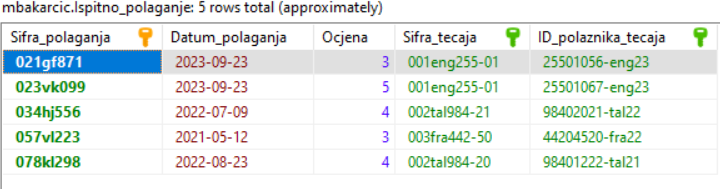 mbakarcic.Ispitno_polaganje: 5 rows total (approximately)
Sifra_polaganja Datum_polaganja Ocjena Sifra_tecaja ID_polaznika_tecaja
021gf871 2023-09-23 3 001eng255-01 25501056-eng23
023vk099 2023-09-23 5 001eng255-01 25501067-eng23
034hj556 2022-07-09 4 002tal984-21 98402021-tal22
057vl223 2021-05-12 3 003fra442-50 44204520-fra22
078kl298 2022-08-23 4 002tal984-20 98401222-tal21